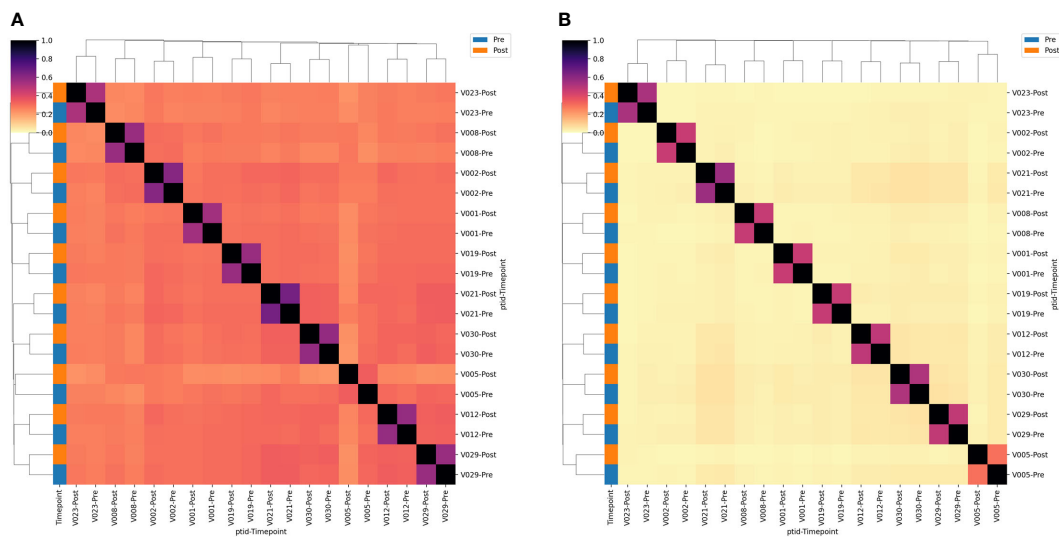 A
Pre
Post
1.0
0.8
0.6
0.4
0.2
0.0
V023-Post
V023-Pre
V008-Post
V008-Pre
V002-Post
V002-Pre
V001-Post
V001-Pre
V019-Post
V019-Pre
V021-Post
V021-Pre
V030-Post
V030-Pre
V005-Post
V005-Pre
V012-Post
V012-Pre
V029-Post
V029-Pre
ptid-Timepoint
Timepoint
V023-Post
V023-Pre
V008-Post
V008-Pre
V002-Post
V002-Pre
V001-Post
V001-Pre
V019-Post
V019-Pre
V021-Post
V021-Pre
V030-Post
V030-Pre
V005-Post
V005-Pre
V012-Post
V012-Pre
V029-Post
V029-Pre
ptid-Timepoint
B
Pre
Post
1.0
0.8
0.6
0.4
0.2
0.0
V023-Post
V023-Pre
V002-Post
V002-Pre
V021-Post
V021-Pre
V008-Post
V008-Pre
V001-Post
V001-Pre
V019-Post
V019-Pre
V012-Post
V012-Pre
V030-Post
V030-Pre
V029-Post
V029-Pre
V005-Post
V005-Pre
ptid-Timepoint
Timepoint
V023-Post
V023-Pre
V002-Post
V002-Pre
V021-Post
V021-Pre
V008-Post
V008-Pre
V001-Post
V001-Pre
V019-Post
V019-Pre
V012-Post
V012-Pre
V030-Post
V030-Pre
V029-Post
V029-Pre
V005-Post
V005-Pre
ptid-Timepoint